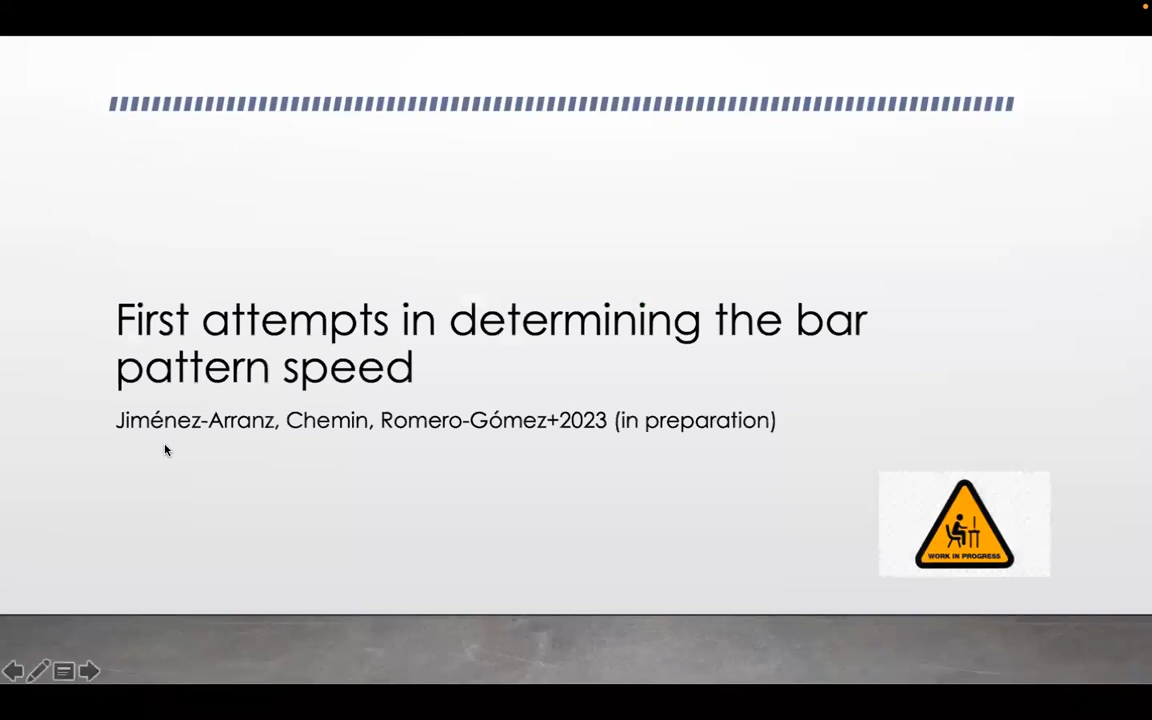 First attempts in determining the bar
pattern speed
Jiménez-Arranz, Chemin, Romero-Gómez+2023 (in preparation)
WORK IN PROGRESS